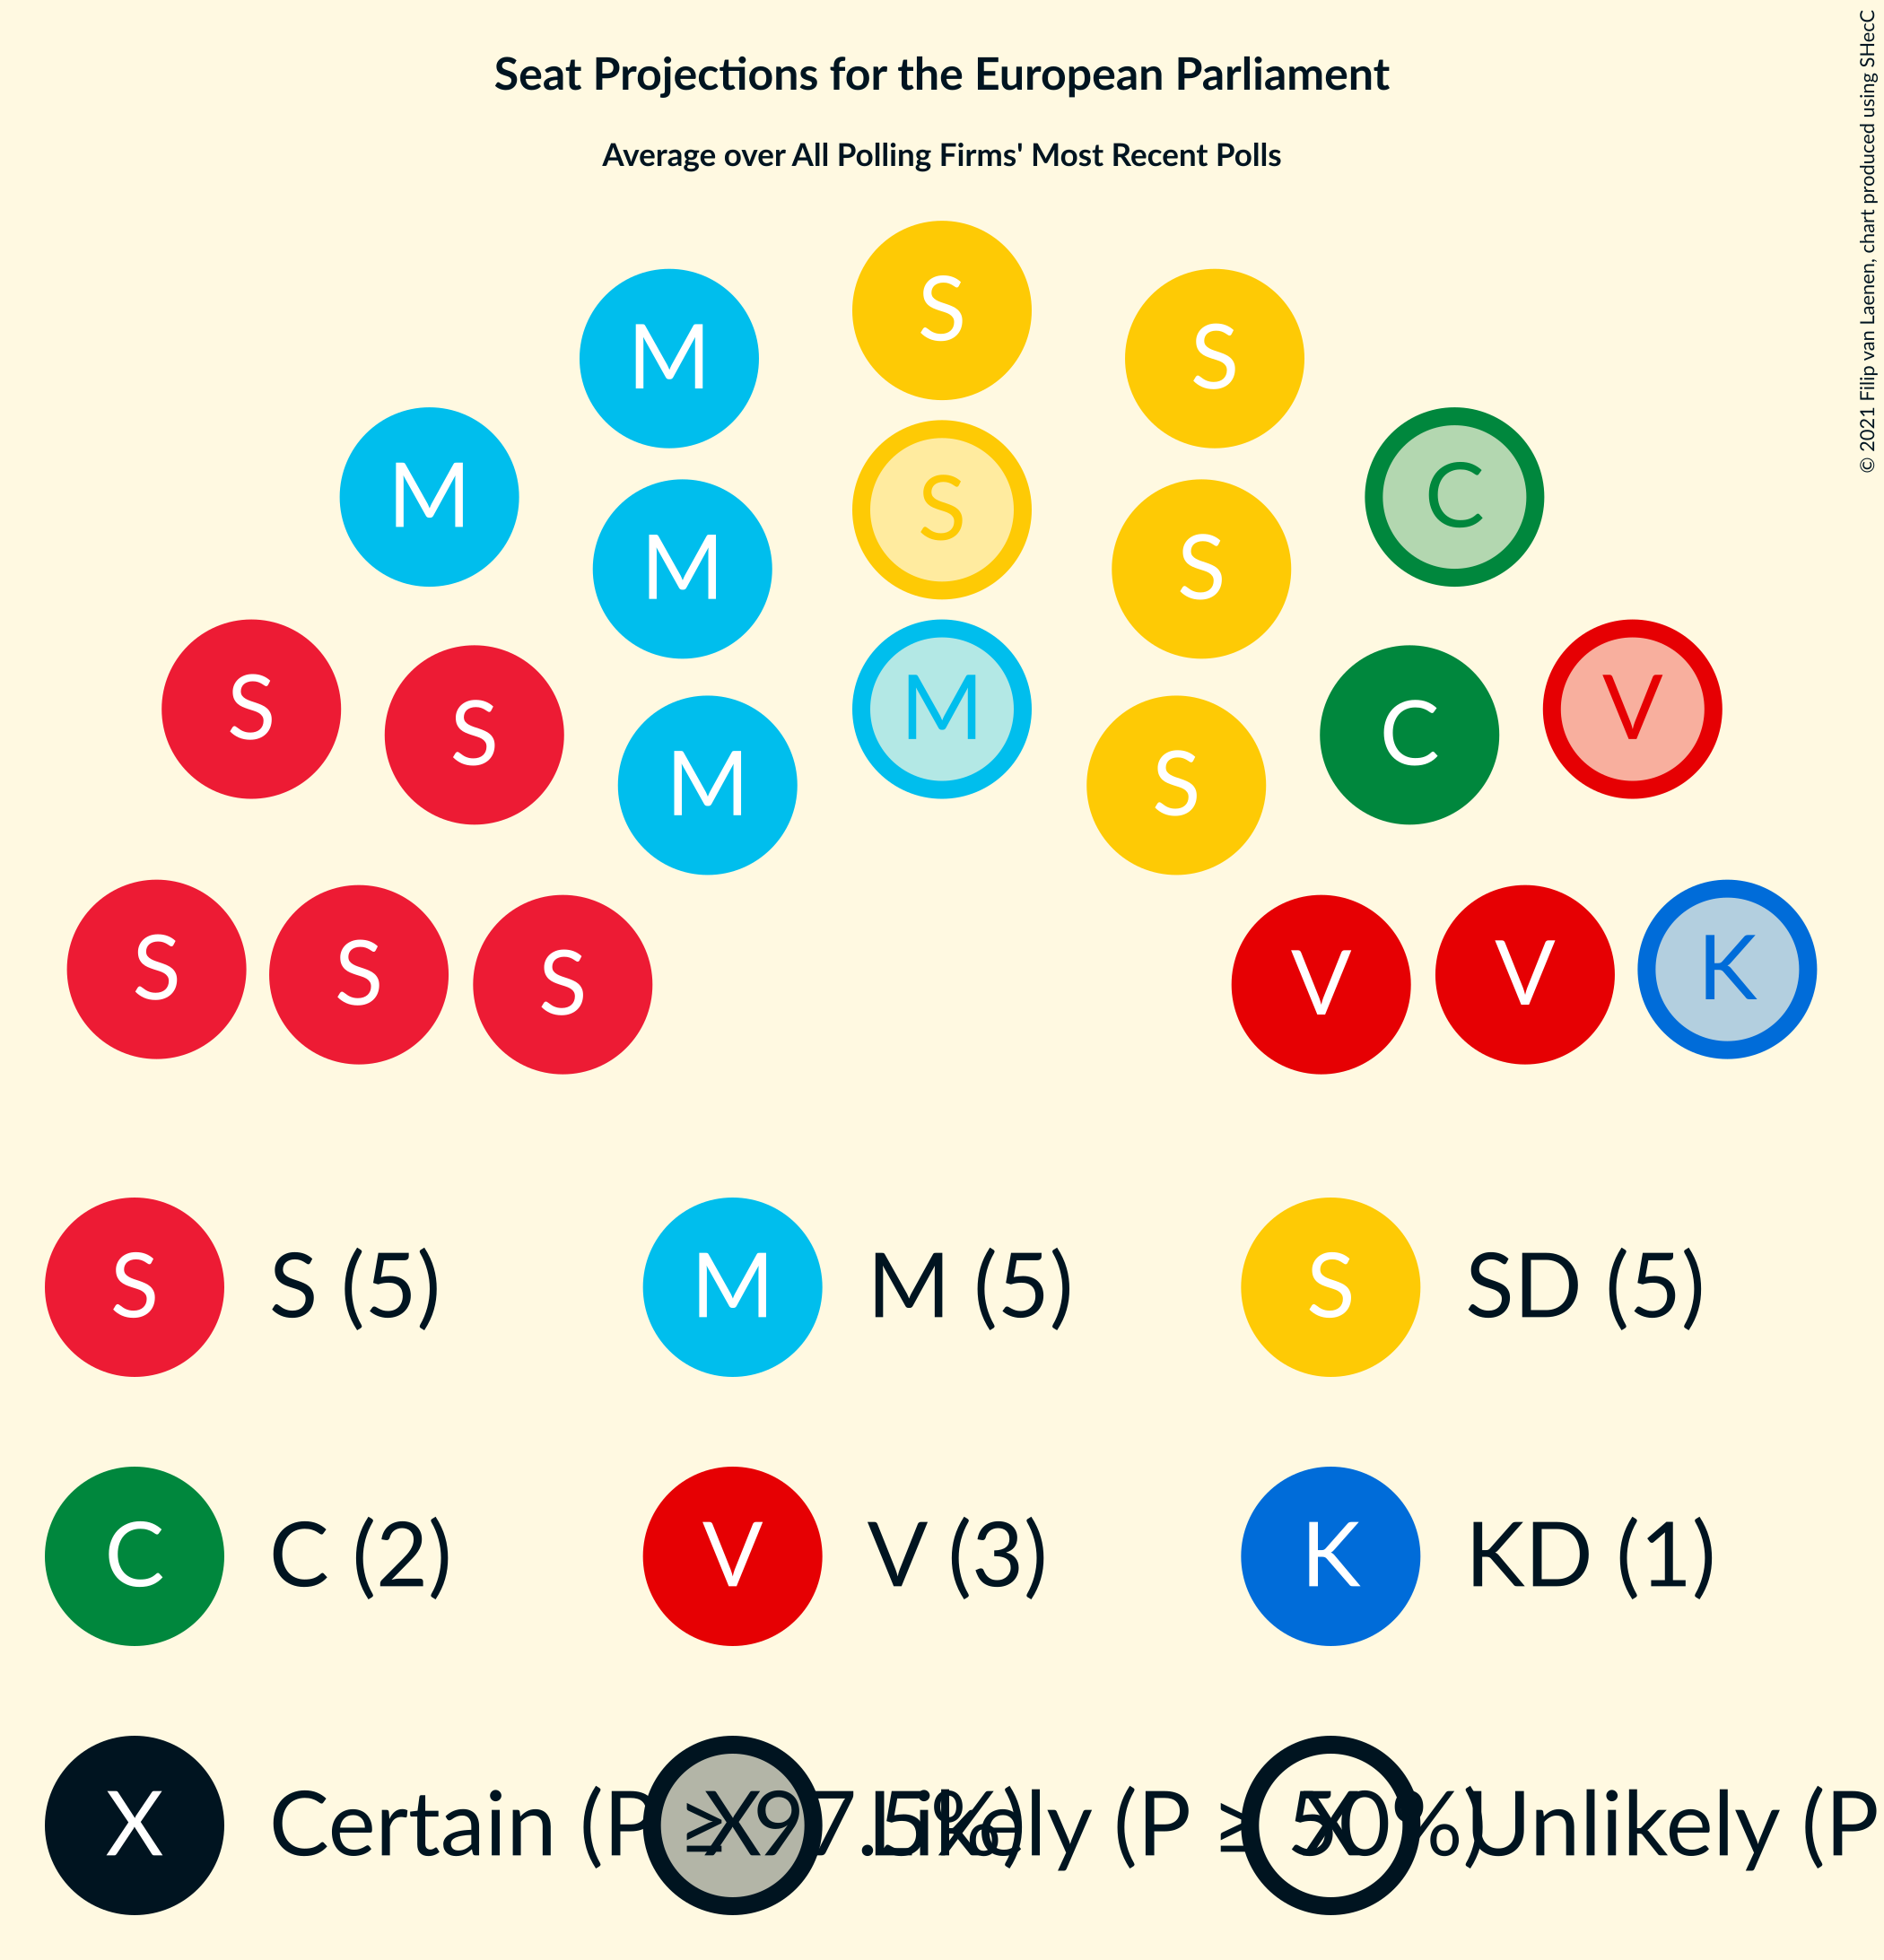 Seat Projections for the European Parliament
Average over All Polling Firms' Most Recent Polls
© 2021 Filip van Laenen, chart produced using SHecC
S
M S
M S C
M S
S M V
S C
M S
S K
S V
S V
S S (5) M M (5) S SD (5)
C C (2) V V (3) K KD (1)
X Certain (P ≥ 97.5%) X Likely (P ≥ 50%) X Unlikely (P